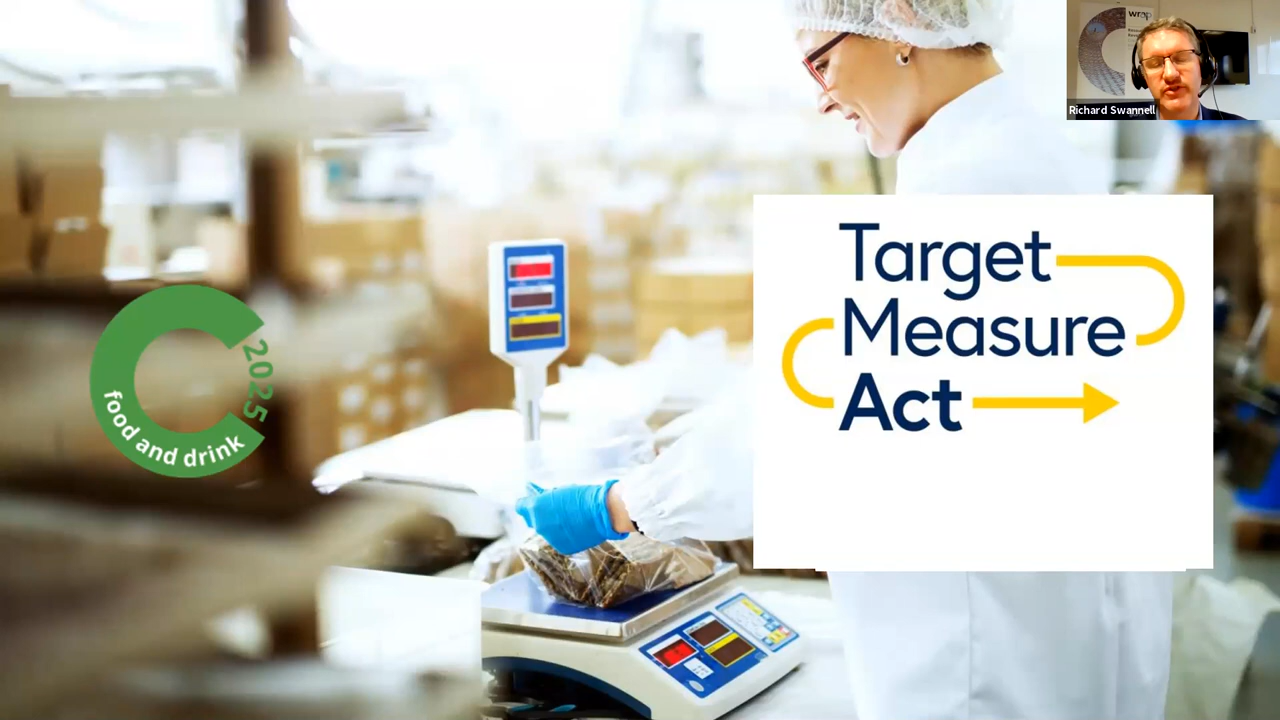 wrap
Richard Swannell
Target
Measure
Act
2025
food and drink